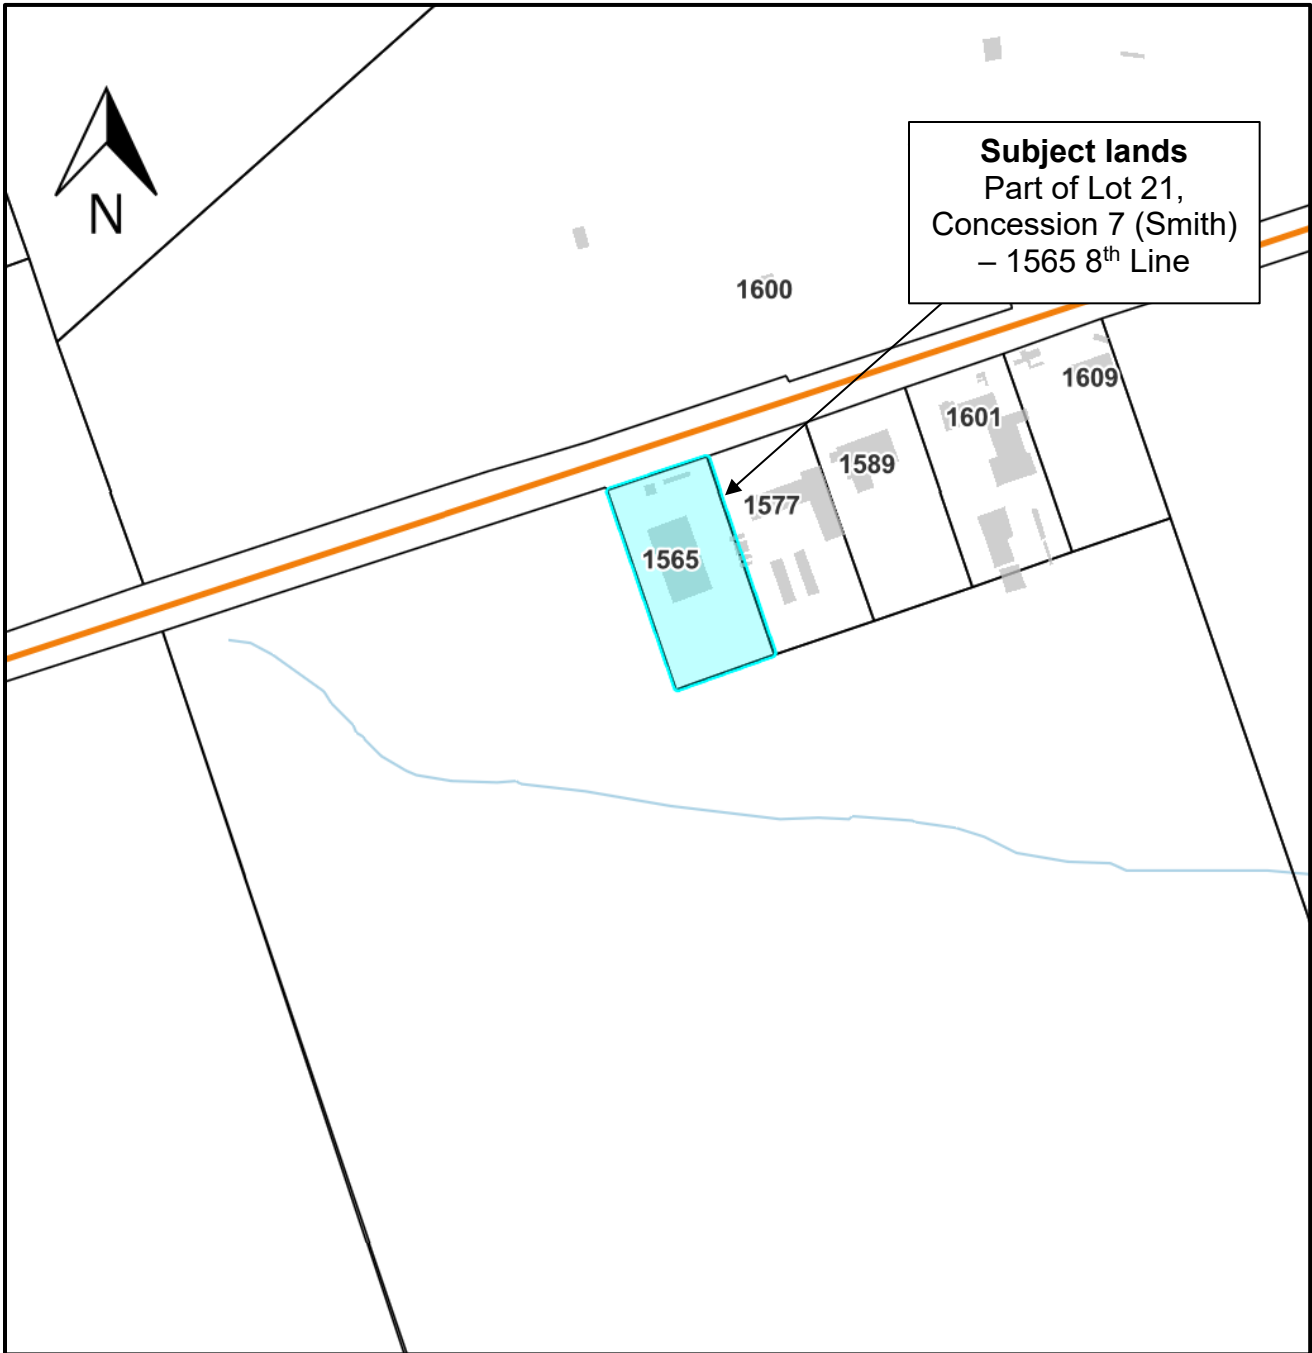 N
Subject lands
Part of Lot 21,
Concession 7 (Smith)
– 1565 8th Line
1600
1609
1601
1589
1577
1565